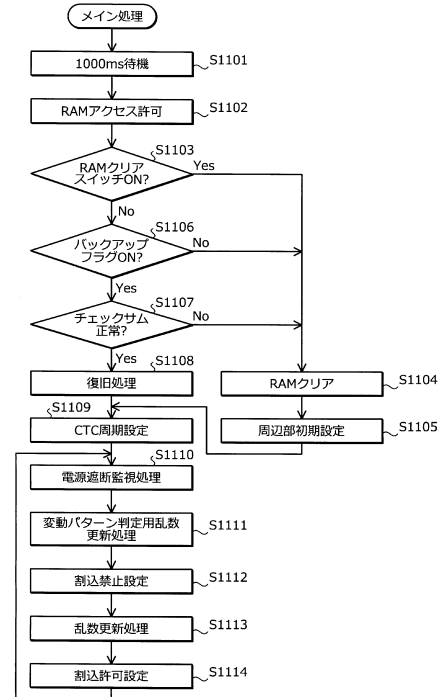 メイン処理
1000ms待機
S1101
RAMアクセス許可
S1102
S1103
RAMクリア
スイッチON?
Yes
No
S1106
バックアップ
フラグON?
No
Yes
S1107
チェックサム
正常?
No
Yes
S1108
復旧処理
RAMクリア
S1104
S1109
CTC周期設定
周辺部初期設定
S1105
S1110
電源遮断監視処理
変動パターン判定用乱数
更新処理
S1111
割込禁止設定
S1112
乱数更新処理
S1113
割込許可設定
S1114